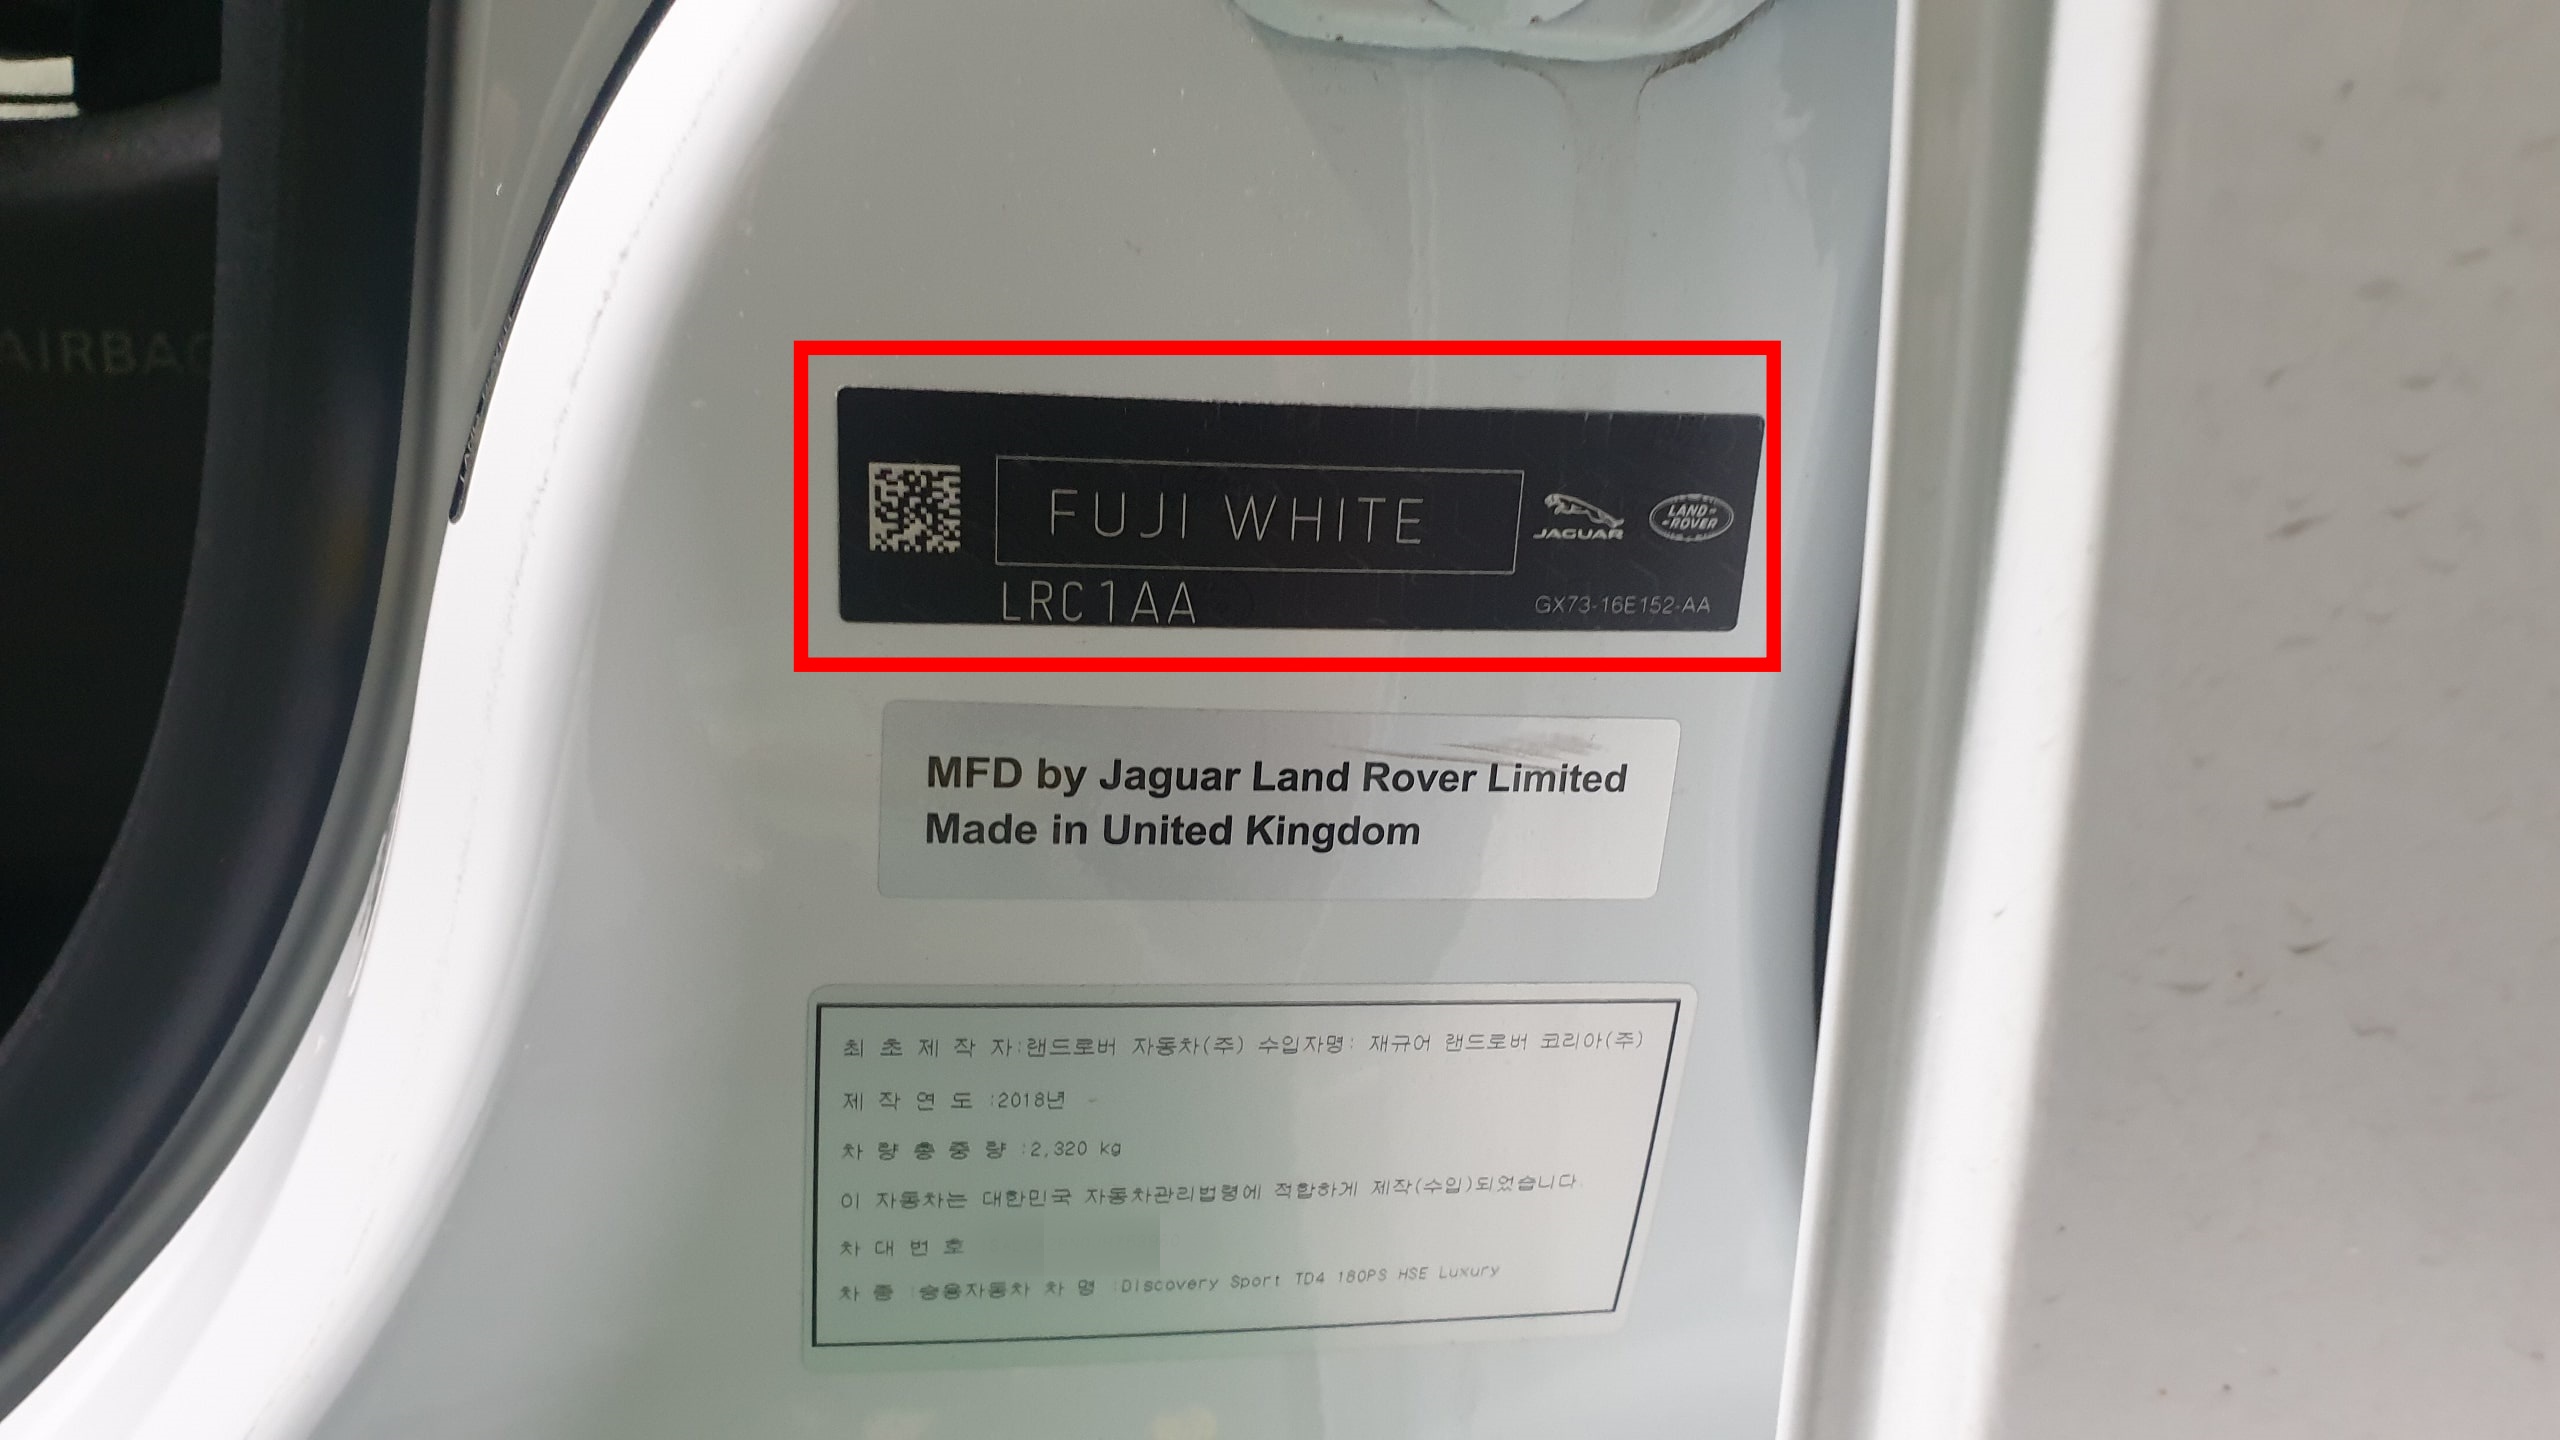 AIRBAG
FUJI WHITE
JAGUAR
LAND
ROVER
LRC1AA
GX73-16E152-AA
MFD by Jaguar Land Rover Limited
Made in United Kingdom
최 초 제 작 자:랜드로버 자동차(주) 수입자명: 재규어 랜드로버 코리아(주)
제 작 연 도 :2018년
차 량 총 중 량 :2,320 kg
이 자동차는 대한민국 자동차관리법령에 적합하게 제작(수입)되었습니다.
차 대 번 호
차 종 :승용자동차 차 명 :Discovery Sport TD4 180PS HSE Luxury